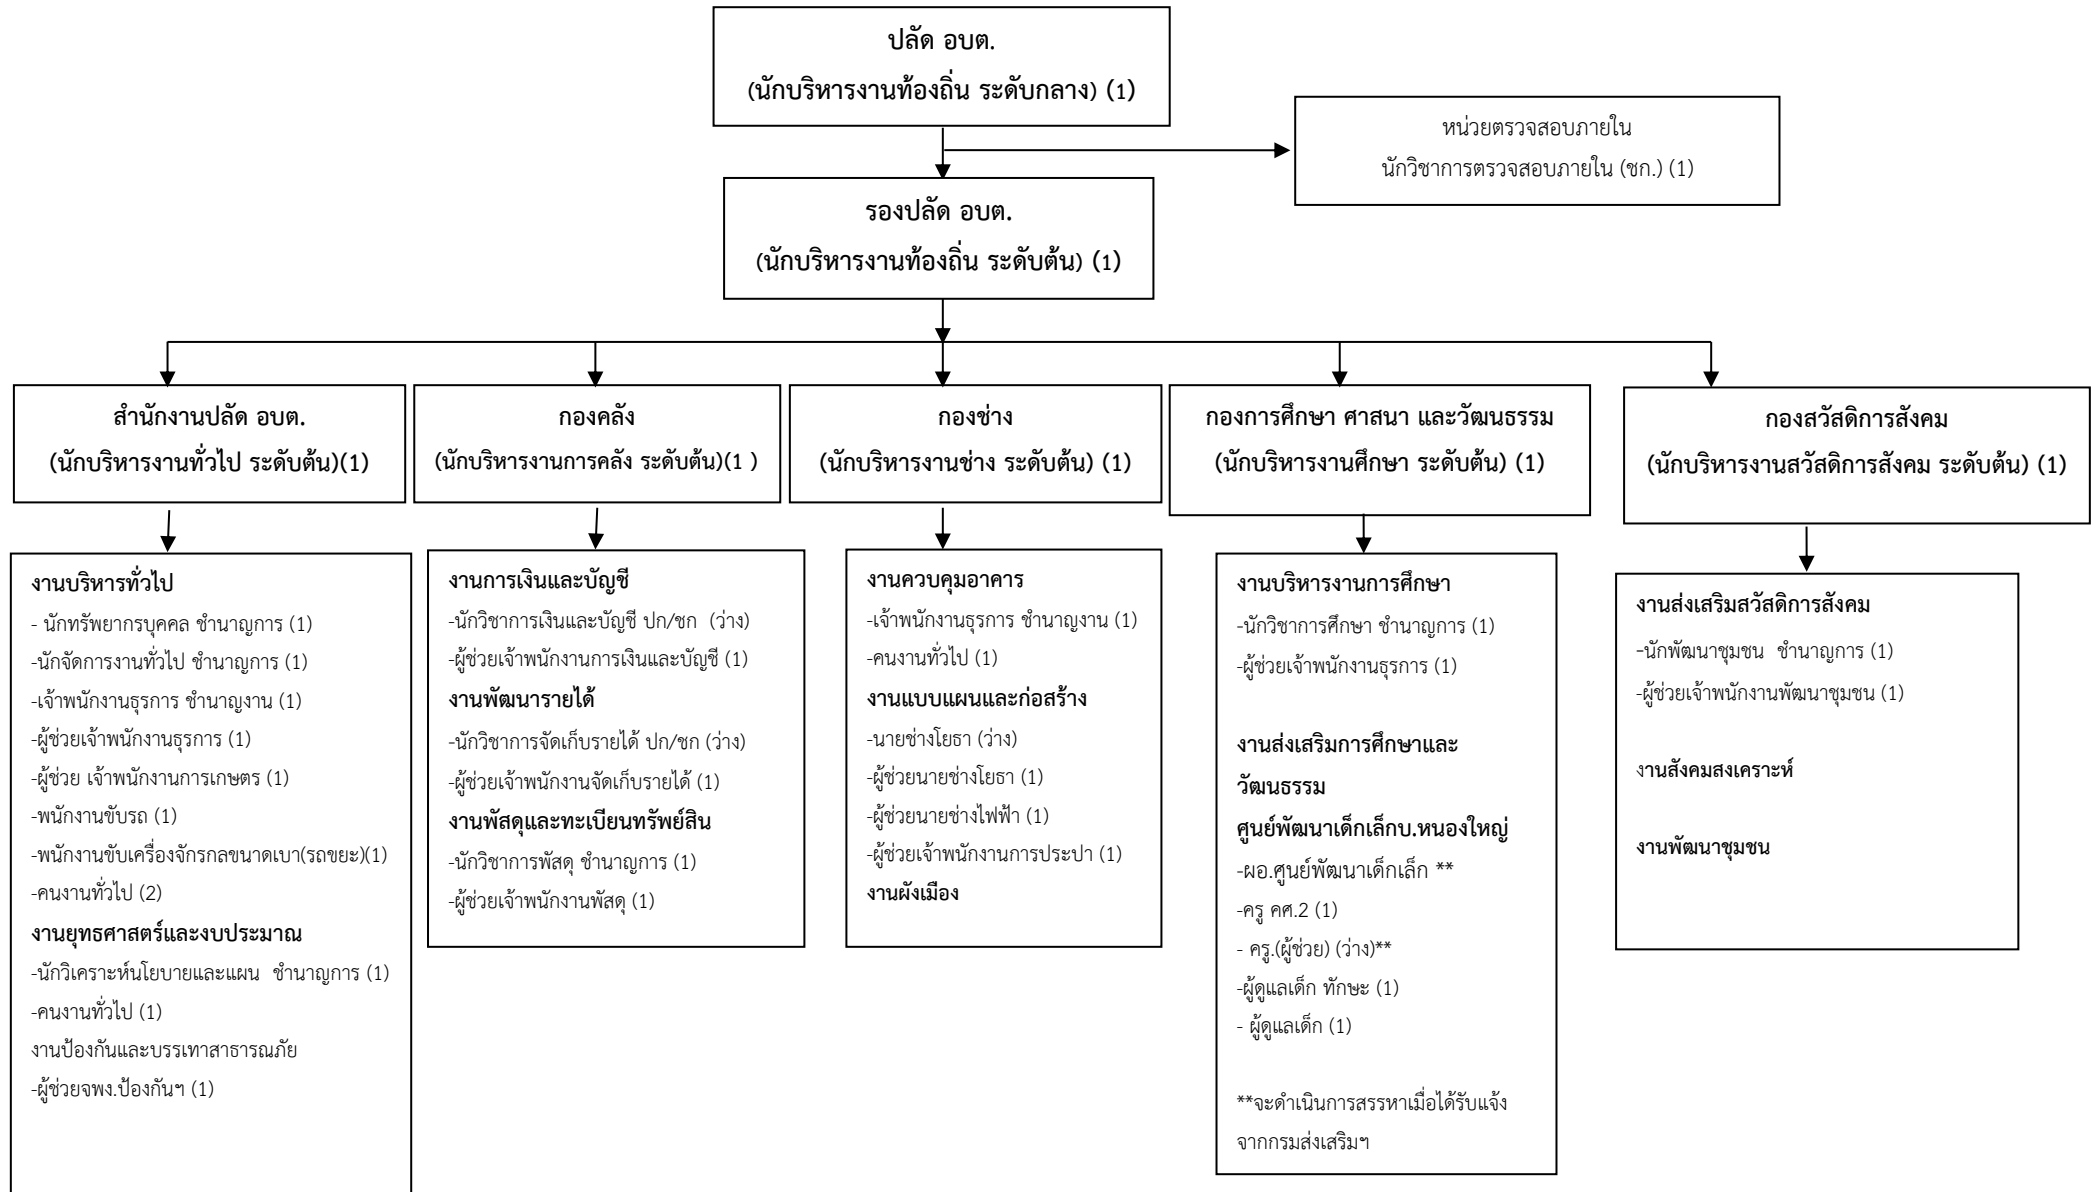 ปลัด อบต.
(นักบริหารงานท้องถิ่น ระดับกลาง) (1)
หน่วยตรวจสอบภายใน
นักวิชาการตรวจสอบภายใน (ชก.) (1)
รองปลัด อบต.
(นักบริหารงานท้องถิ่น ระดับต้น) (1)
สำนักงานปลัด อบต.
(นักบริหารงานทั่วไป ระดับต้น)(1)
กองคลัง
(นักบริหารงานการคลัง ระดับต้น)(1 )
กองช่าง
(นักบริหารงานช่าง ระดับต้น) (1)
กองการศึกษา ศาสนา และวัฒนธรรม
(นักบริหารงานศึกษา ระดับต้น) (1)
กองสวัสดิการสังคม
(นักบริหารงานสวัสดิการสังคม ระดับต้น) (1)
งานบริหารทั่วไป
- นักทรัพยากรบุคคล ชำนาญการ (1)
-นักจัดการงานทั่วไป ชำนาญการ (1)
-เจ้าพนักงานธุรการ ชำนาญงาน (1)
-ผู้ช่วยเจ้าพนักงานธุรการ (1)
-ผู้ช่วย เจ้าพนักงานการเกษตร (1)
-พนักงานขับรถ (1)
-พนักงานขับเครื่องจักรกลขนาดเบา(รถขยะ)(1)
-คนงานทั่วไป (2)
งานยุทธศาสตร์และงบประมาณ
-นักวิเคราะห์นโยบายและแผน  ชำนาญการ (1)
-คนงานทั่วไป (1)
งานป้องกันและบรรเทาสาธารณภัย
-ผู้ช่วยจพง.ป้องกันฯ (1)
งานการเงินและบัญชี
-นักวิชาการเงินและบัญชี ปก/ชก  (ว่าง)
-ผู้ช่วยเจ้าพนักงานการเงินและบัญชี (1)
งานพัฒนารายได้
-นักวิชาการจัดเก็บรายได้ ปก/ชก (ว่าง)
-ผู้ช่วยเจ้าพนักงานจัดเก็บรายได้ (1)
งานพัสดุและทะเบียนทรัพย์สิน
-นักวิชาการพัสดุ ชำนาญการ (1)
-ผู้ช่วยเจ้าพนักงานพัสดุ (1)
งานควบคุมอาคาร
-เจ้าพนักงานธุรการ ชำนาญงาน (1)
-คนงานทั่วไป (1)
งานแบบแผนและก่อสร้าง
-นายช่างโยธา (ว่าง)
-ผู้ช่วยนายช่างโยธา (1)
-ผู้ช่วยนายช่างไฟฟ้า (1)
-ผู้ช่วยเจ้าพนักงานการประปา (1)
งานผังเมือง
งานบริหารงานการศึกษา
-นักวิชาการศึกษา ชำนาญการ (1)
-ผู้ช่วยเจ้าพนักงานธุรการ (1)
งานส่งเสริมการศึกษาและ
วัฒนธรรม
ศูนย์พัฒนาเด็กเล็กบ.หนองใหญ่
-ผอ.ศูนย์พัฒนาเด็กเล็ก **
-ครู คศ.2 (1)
- ครู.(ผู้ช่วย) (ว่าง)**
-ผู้ดูแลเด็ก ทักษะ (1)
- ผู้ดูแลเด็ก (1)
**จะดำเนินการสรรหาเมื่อได้รับแจ้ง
จากกรมส่งเสริมฯ
งานส่งเสริมสวัสดิการสังคม
-นักพัฒนาชุมชน  ชำนาญการ (1)
-ผู้ช่วยเจ้าพนักงานพัฒนาชุมชน (1)
งานสังคมสงเคราะห์
งานพัฒนาชุมชน